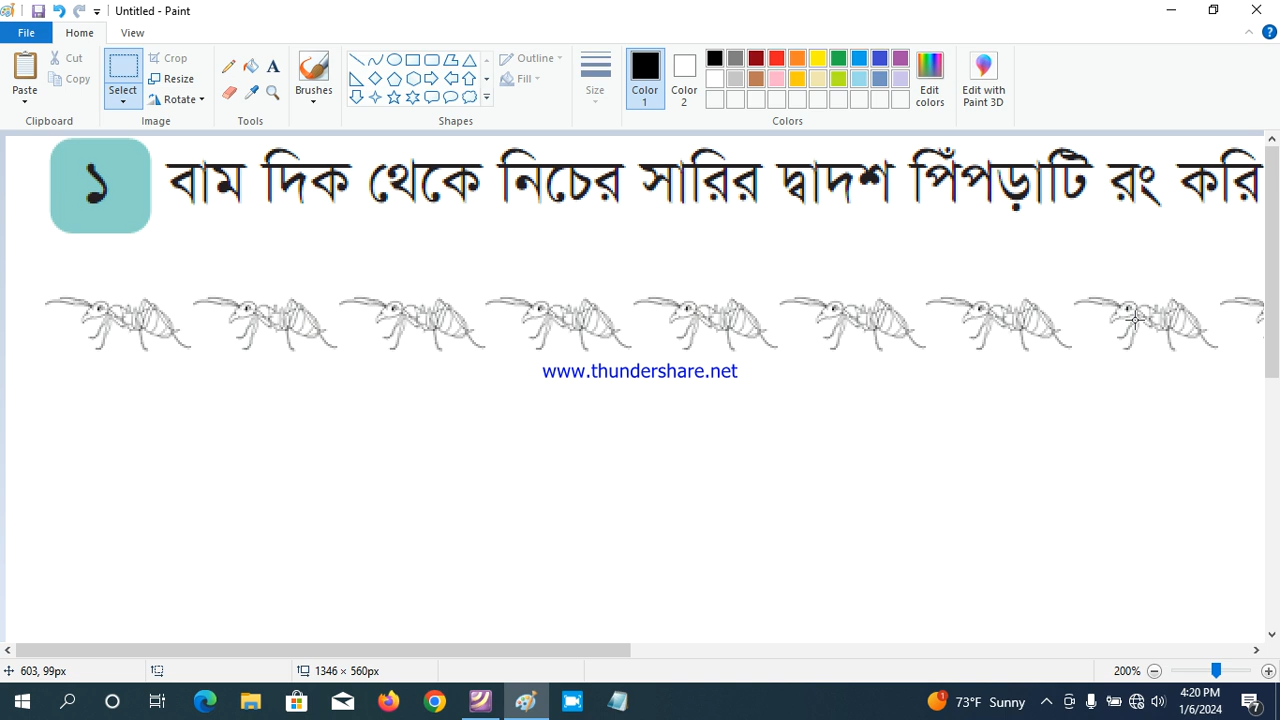 Untitled - Paint
File Home View
Paste
Cut
Copy
Clipboard
Select
Crop
Resize
Rotate
Image
A
Tools
Brushes
Shapes
Outline
Fill
Size
Color 1
Color 2
Edit colors
Edit with Paint 3D
Colors
১ বাম দিক থেকে নিচের সারির দ্বাদশ পিঁপড়াটি রং করি
www.thundershare.net
603, 99px
1346 × 560px
200%
73°F Sunny
4:20 PM
1/6/2024
1
7